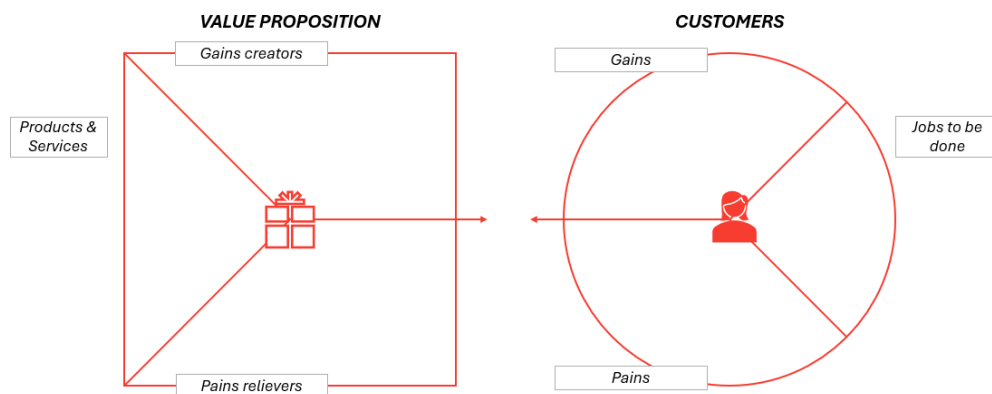 VALUE PROPOSITION
CUSTOMERS
Gains creators
Gains
Products &
Services
Jobs to be
done
Pains relievers
Pains